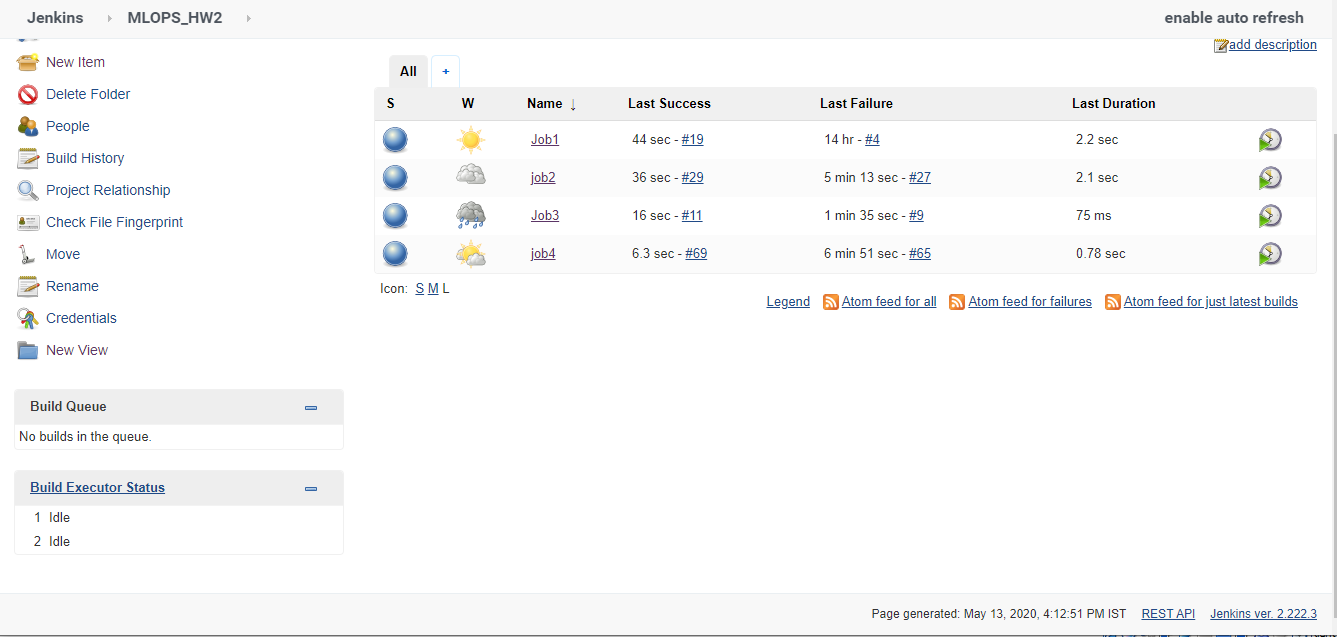 Jenkins MLOPS_HW2 enable auto refresh
add description
New Item
Delete Folder
People
Build History
Project Relationship
Check File Fingerprint
Move
Rename
Credentials
New View
Build Queue
No builds in the queue.
Build Executor Status
1 Idle
2 Idle
All +
S W Name ↓ Last Success Last Failure Last Duration
Job1 44 sec - #19 14 hr - #4 2.2 sec
job2 36 sec - #29 5 min 13 sec - #27 2.1 sec
Job3 16 sec - #11 1 min 35 sec - #9 75 ms
job4 6.3 sec - #69 6 min 51 sec - #65 0.78 sec
Icon: S M L
Legend Atom feed for all Atom feed for failures Atom feed for just latest builds
Page generated: May 13, 2020, 4:12:51 PM IST REST API Jenkins ver. 2.222.3